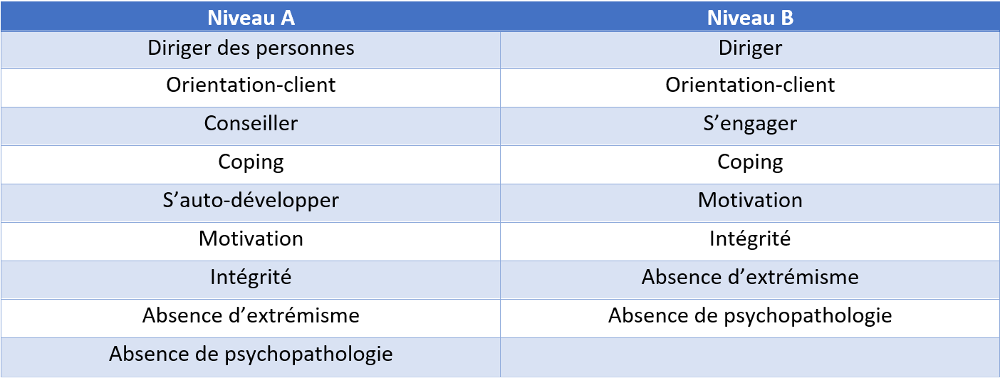 Niveau A Niveau B
Diriger des personnes Diriger
Orientation-client Orientation-client
Conseiller S’engager
Coping Coping
S’auto-développer Motivation
Motivation Intégrité
Intégrité Absence d’extrémisme
Absence d’extrémisme Absence de psychopathologie
Absence de psychopathologie